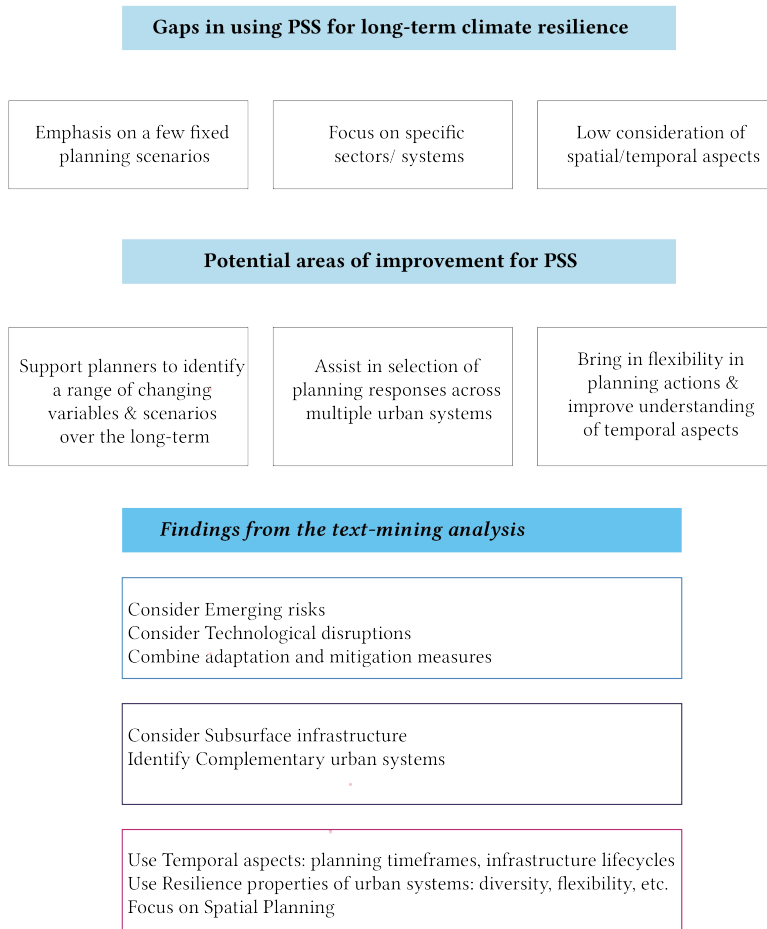 Gaps in using PSS for long-term climate resilience
Emphasis on a few fixed
planning scenarios
Focus on specific
sectors/ systems
Low consideration of
spatial/temporal aspects
Potential areas of improvement for PSS
Support planners to identify
a range of changing
variables & scenarios
over the long-term
Assist in selection of
planning responses across
multiple urban systems
Bring in flexibility in
planning actions &
improve understanding
of temporal aspects
Findings from the text-mining analysis
Consider Emerging risks
Consider Technological disruptions
Combine adaptation and mitigation measures
Consider Subsurface infrastructure
Identify Complementary urban systems
Use Temporal aspects: planning timeframes, infrastructure lifecycles
Use Resilience properties of urban systems: diversity, flexibility, etc.
Focus on Spatial Planning